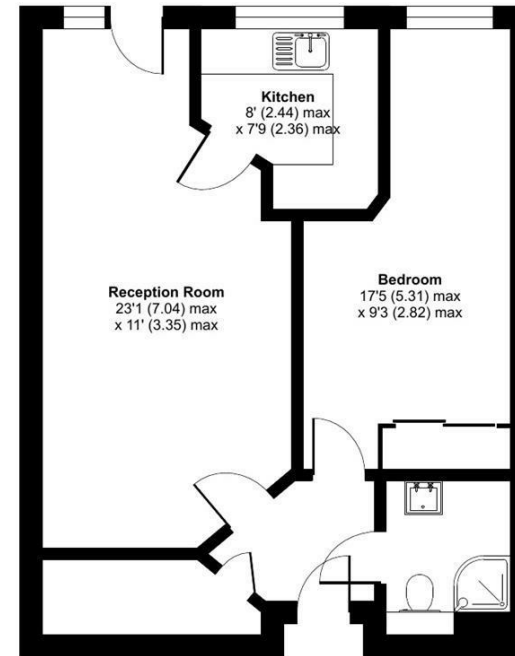 Kitchen
8' (2.44) max
x 7'9 (2.36) max
Reception Room
23'1 (7.04) max
x 11' (3.35) max
Bedroom
17'5 (5.31) max
x 9'3 (2.82) max